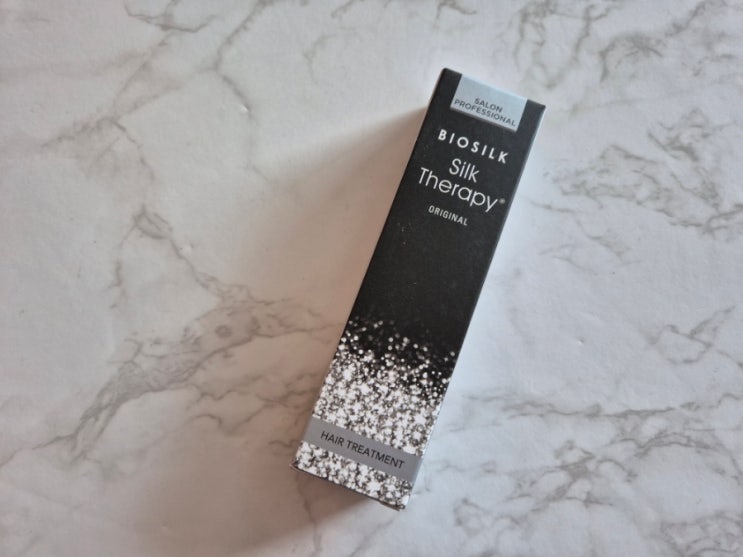 SALON
PROFESSIONAL
BIOSILK
Silk
Therapy®
ORIGINAL
HAIR TREATMENT